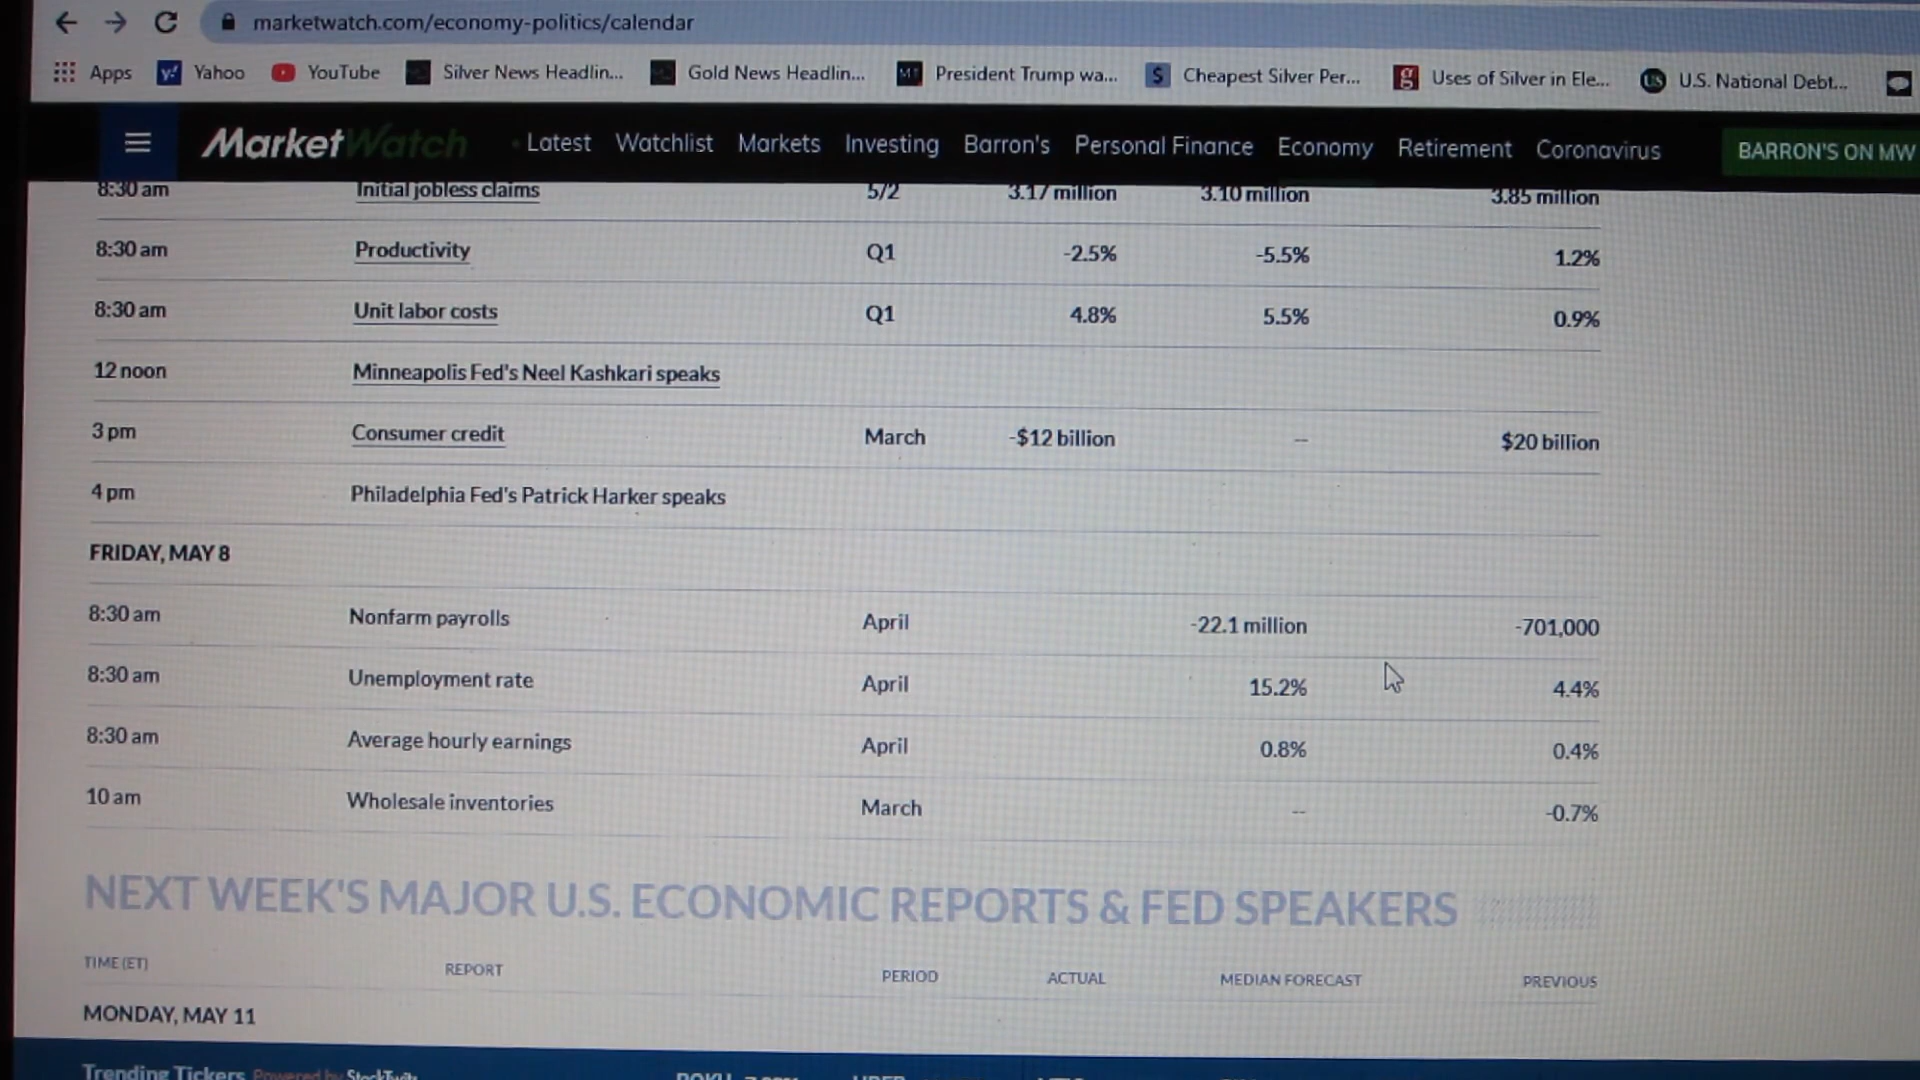 marketwatch.com/economy-politics/calendar
Apps Yahoo YouTube Silver News Headlin... Gold News Headlin... President Trump wa... Cheapest Silver Per... Uses of Silver in Ele... U.S. National Debt...
MarketWatch Latest Watchlist Markets Investing Barron's Personal Finance Economy Retirement Coronavirus BARRON'S ON MW
8:30 am Initial jobless claims 5/2 3.17 million 3.10 million 3.85 million
8:30 am Productivity Q1 -2.5% -5.5% 1.2%
8:30 am Unit labor costs Q1 4.8% 5.5% 0.9%
12 noon Minneapolis Fed's Neel Kashkari speaks
3 pm Consumer credit March -$12 billion -- $20 billion
4 pm Philadelphia Fed's Patrick Harker speaks
FRIDAY, MAY 8
8:30 am Nonfarm payrolls April -22.1 million -701,000
8:30 am Unemployment rate April 15.2% 4.4%
8:30 am Average hourly earnings April 0.8% 0.4%
10 am Wholesale inventories March -- -0.7%
NEXT WEEK'S MAJOR U.S. ECONOMIC REPORTS & FED SPEAKERS
TIME (ET) REPORT PERIOD ACTUAL MEDIAN FORECAST PREVIOUS
MONDAY, MAY 11
Trending Tickers Powered by StockTwits